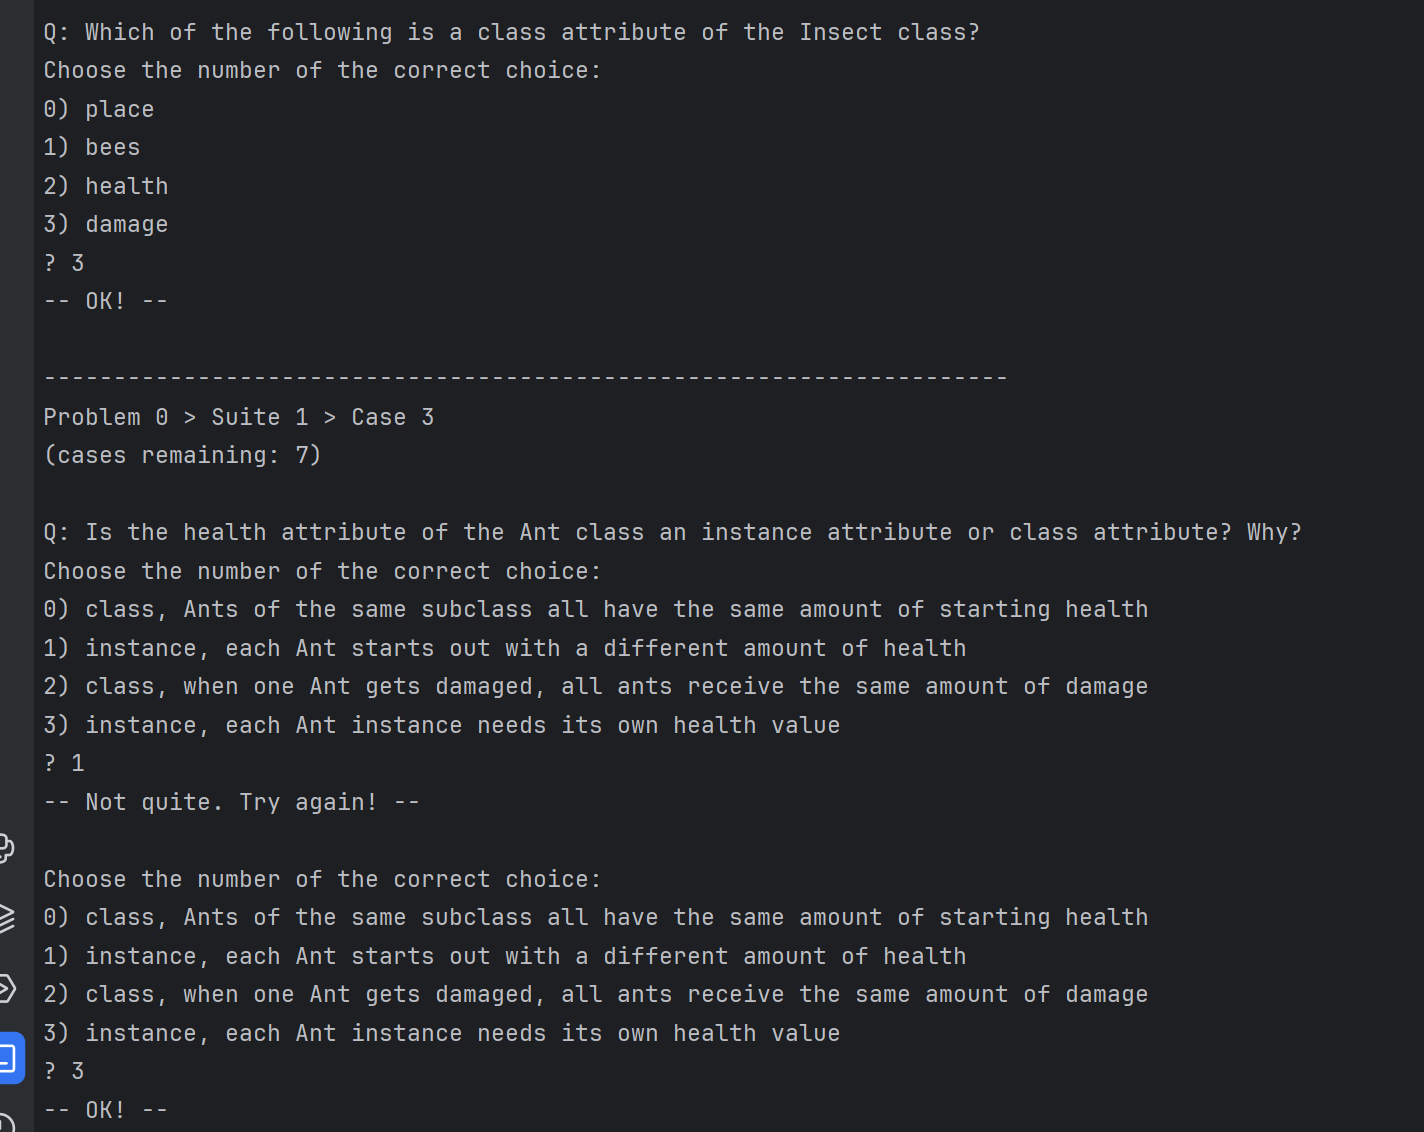 Q: Which of the following is a class attribute of the Insect class?
Choose the number of the correct choice:
0) place
1) bees
2) health
3) damage
? 3
-- OK! --
---------------------------------------------------------------------
Problem 0 > Suite 1 > Case 3
(cases remaining: 7)
Q: Is the health attribute of the Ant class an instance attribute or class attribute? Why?
Choose the number of the correct choice:
0) class, Ants of the same subclass all have the same amount of starting health
1) instance, each Ant starts out with a different amount of health
2) class, when one Ant gets damaged, all ants receive the same amount of damage
3) instance, each Ant instance needs its own health value
? 1
-- Not quite. Try again! --
Choose the number of the correct choice:
0) class, Ants of the same subclass all have the same amount of starting health
1) instance, each Ant starts out with a different amount of health
2) class, when one Ant gets damaged, all ants receive the same amount of damage
3) instance, each Ant instance needs its own health value
? 3
-- OK! --